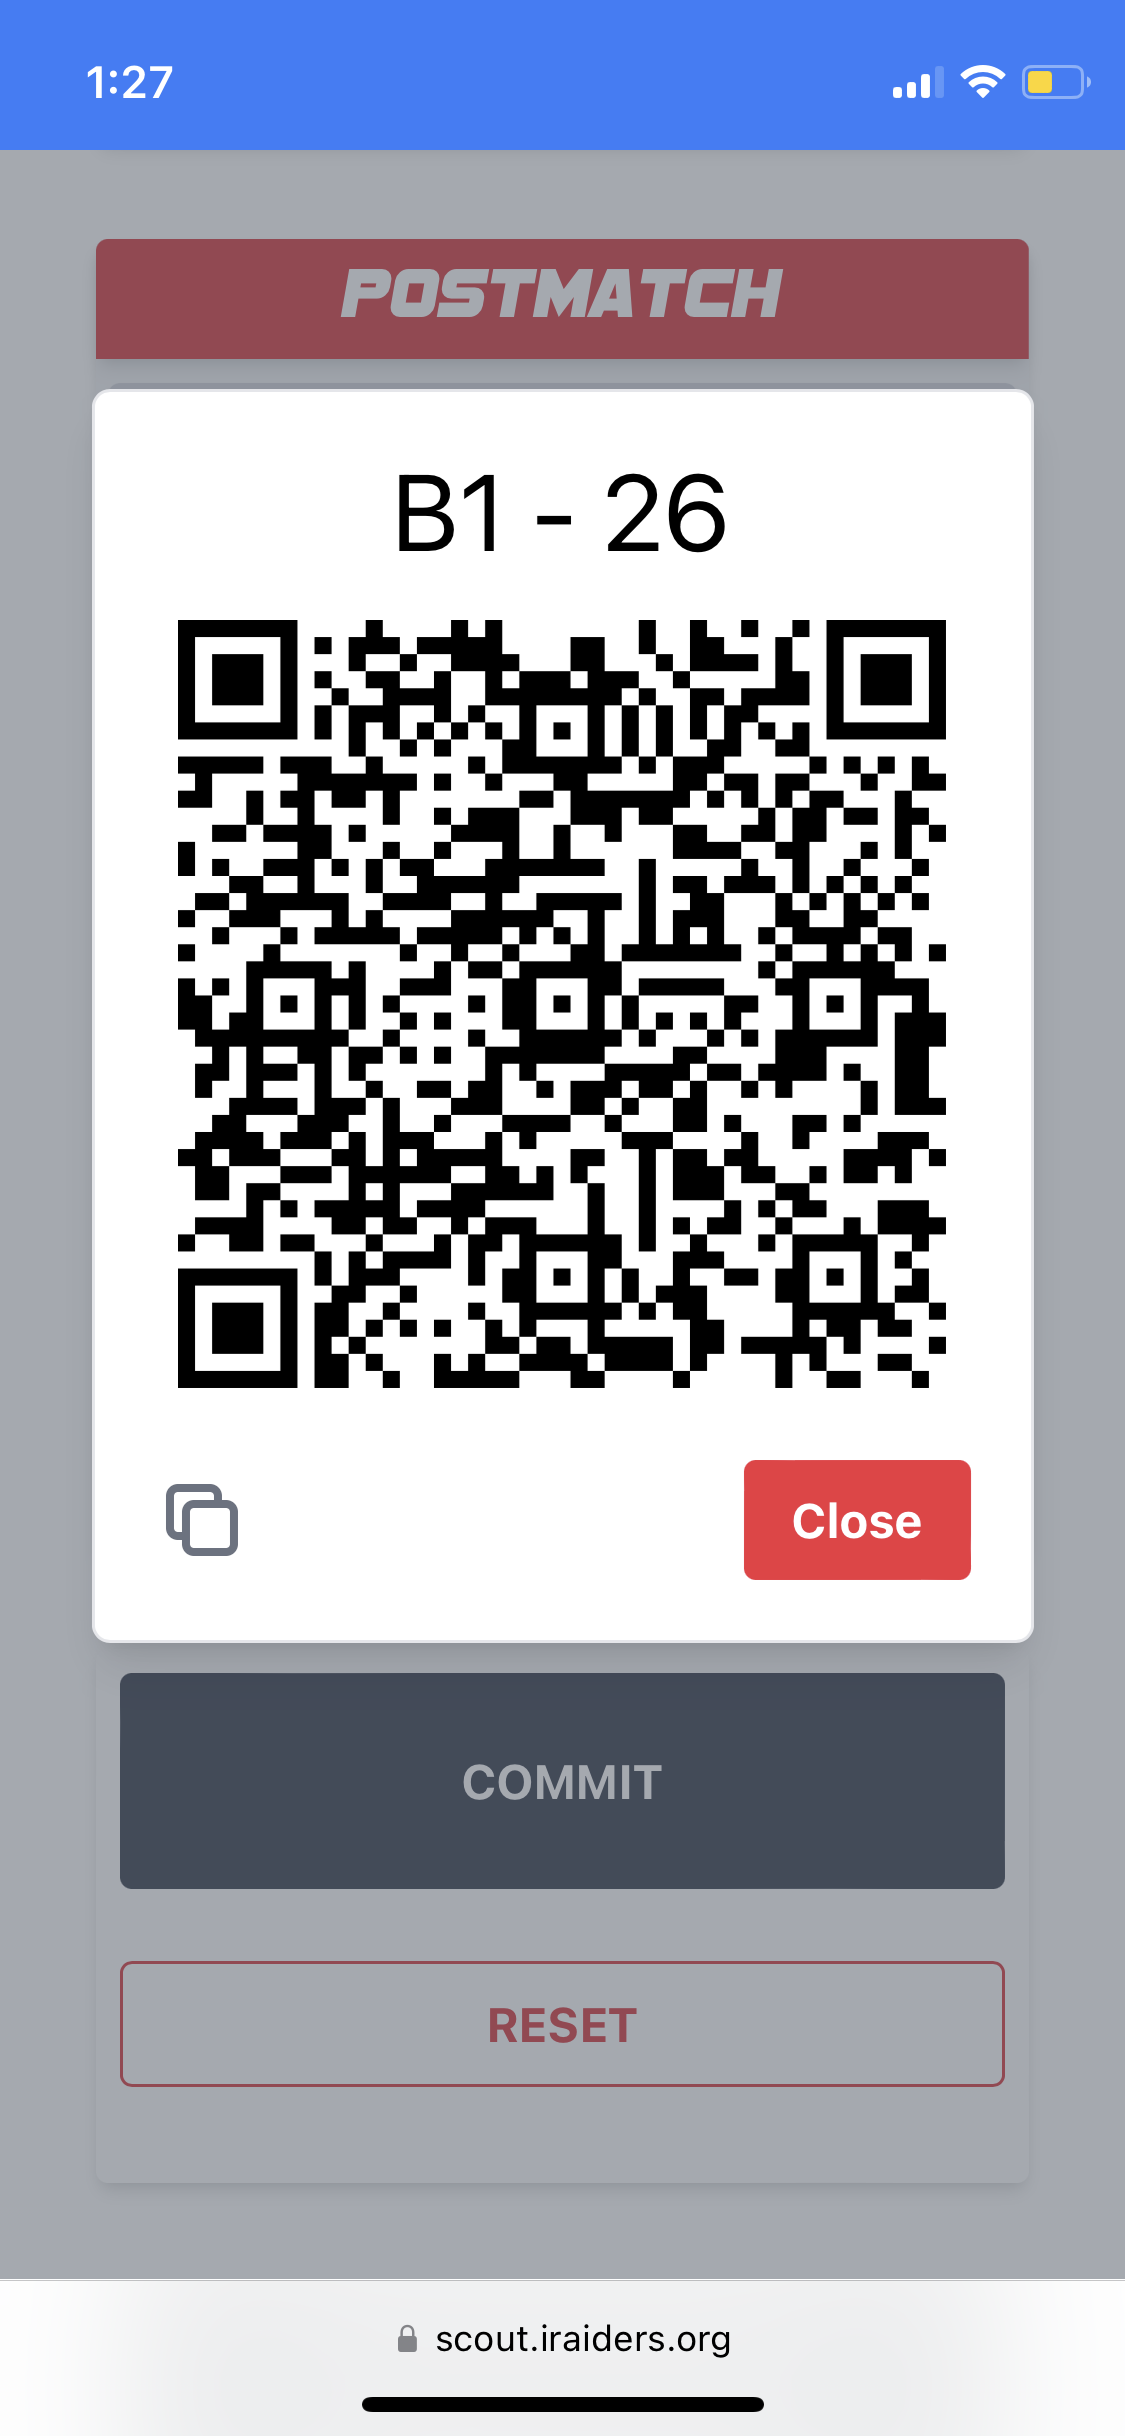 1:27
POSTMATCH
B1 - 26
Close
COMMIT
RESET
scout.iraiders.org